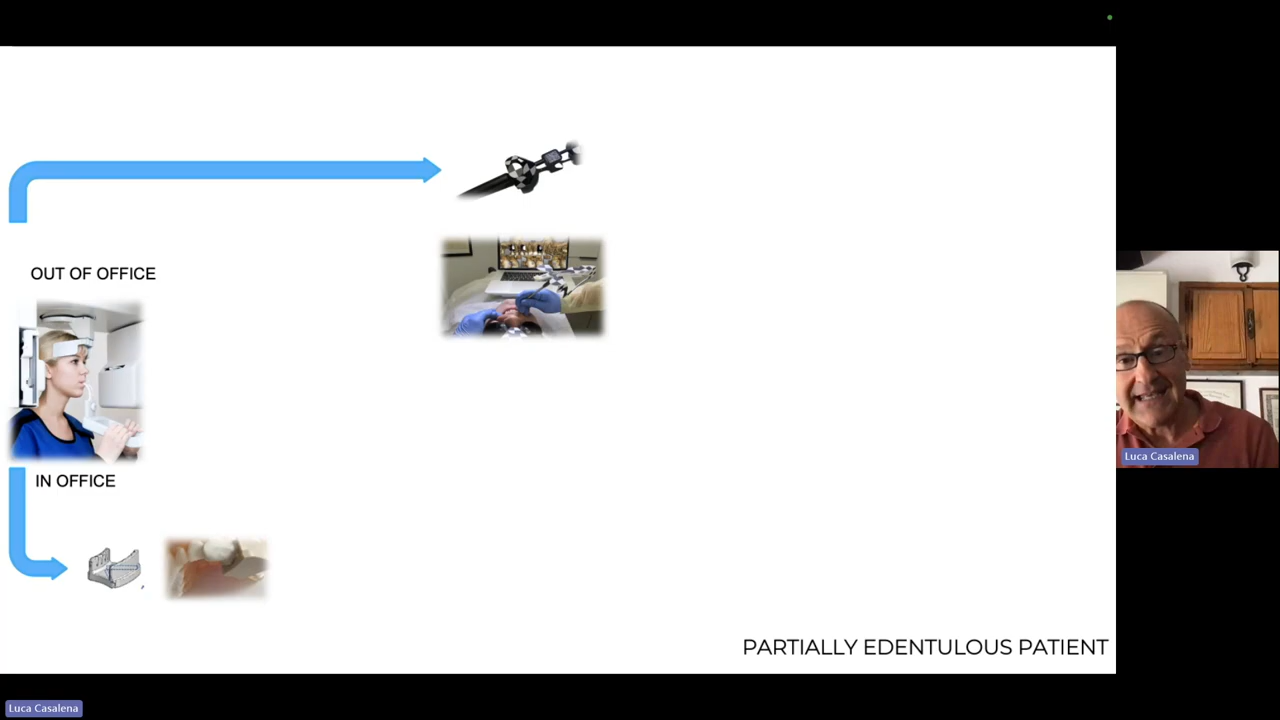 OUT OF OFFICE
IN OFFICE
PARTIALLY EDENTULOUS PATIENT
Luca Casalena
Luca Casalena